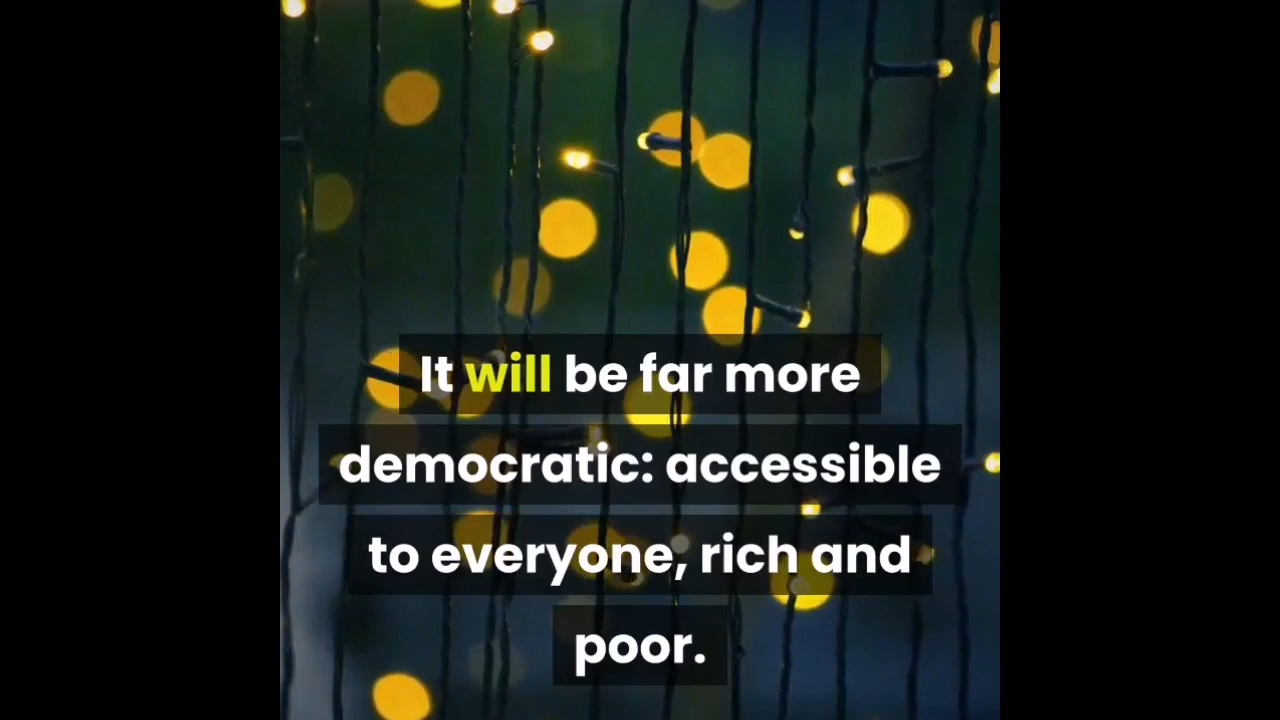 It will be far more
democratic: accessible
to everyone, rich and
poor.